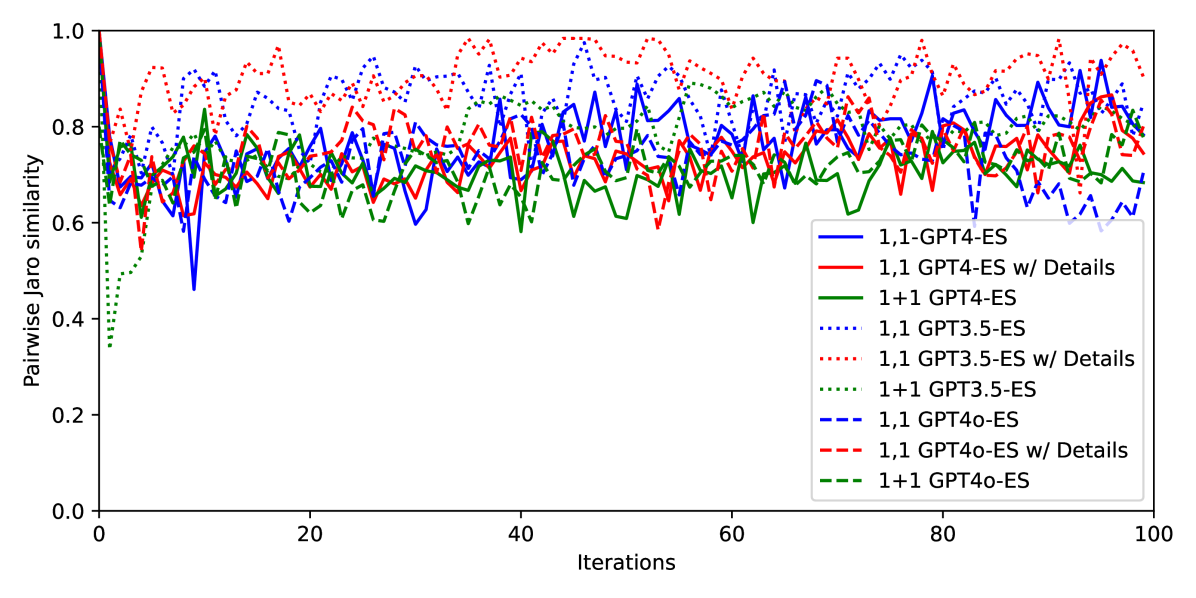 Pairwise Jaro similarity
1.0
0.8
0.6
0.4
0.2
0.0
0
20
40
60
80
100
Iterations
1,1-GPT4-ES
1,1 GPT4-ES w/ Details
1+1 GPT4-ES
1,1 GPT3.5-ES
1,1 GPT3.5-ES w/ Details
1+1 GPT3.5-ES
1,1 GPT4o-ES
1,1 GPT4o-ES w/ Details
1+1 GPT4o-ES